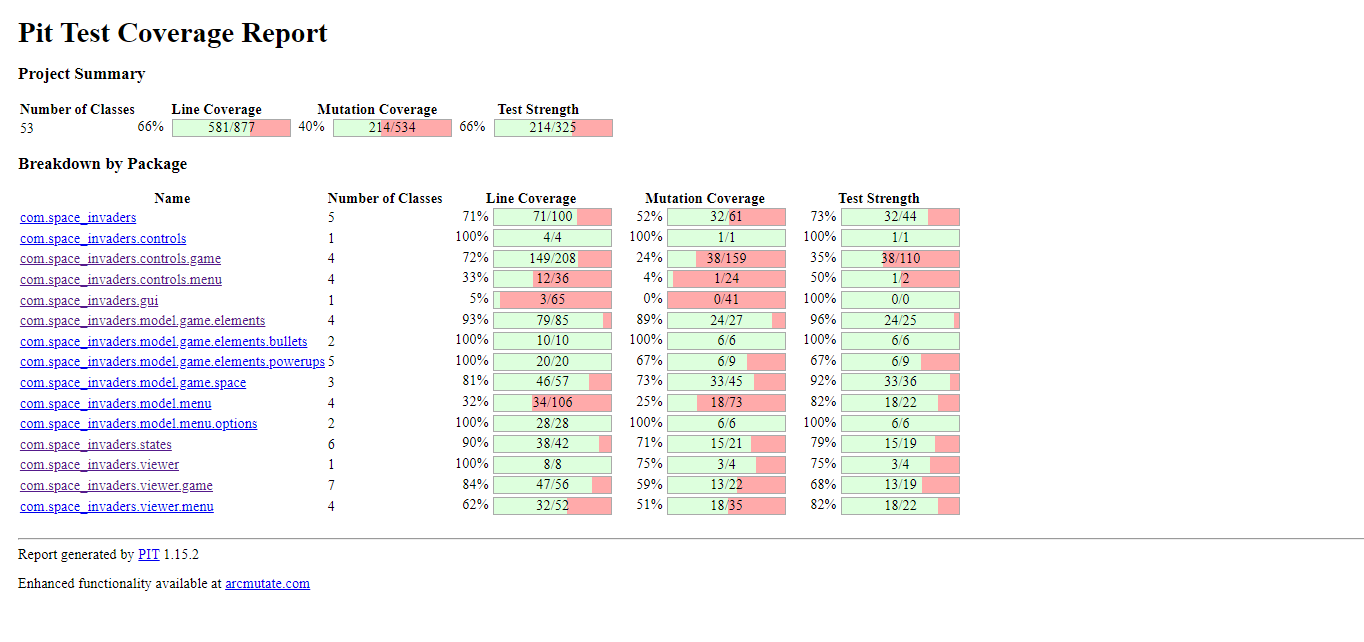 Pit Test Coverage Report
Project Summary
Number of Classes Line Coverage Mutation Coverage Test Strength
53 66% 581/877 40% 214/534 66% 214/325
Breakdown by Package
Name Number of Classes Line Coverage Mutation Coverage Test Strength
com.space_invaders 5 71% 71/100 52% 32/61 73% 32/44
com.space_invaders.controls 1 100% 4/4 100% 1/1 100% 1/1
com.space_invaders.controls.game 4 72% 149/208 24% 38/159 35% 38/110
com.space_invaders.controls.menu 4 33% 12/36 4% 1/24 50% 1/2
com.space_invaders.gui 1 5% 3/65 0% 0/41 100% 0/0
com.space_invaders.model.game.elements 4 93% 79/85 89% 24/27 96% 24/25
com.space_invaders.model.game.elements.bullets 2 100% 10/10 100% 6/6 100% 6/6
com.space_invaders.model.game.elements.powerups 5 100% 20/20 67% 6/9 67% 6/9
com.space_invaders.model.game.space 3 81% 46/57 73% 33/45 92% 33/36
com.space_invaders.model.menu 4 32% 34/106 25% 18/73 82% 18/22
com.space_invaders.model.menu.options 2 100% 28/28 100% 6/6 100% 6/6
com.space_invaders.states 6 90% 38/42 71% 15/21 79% 15/19
com.space_invaders.viewer 1 100% 8/8 75% 3/4 75% 3/4
com.space_invaders.viewer.game 7 84% 47/56 59% 13/22 68% 13/19
com.space_invaders.viewer.menu 4 62% 32/52 51% 18/35 82% 18/22
Report generated by PIT 1.15.2
Enhanced functionality available at arcmutate.com